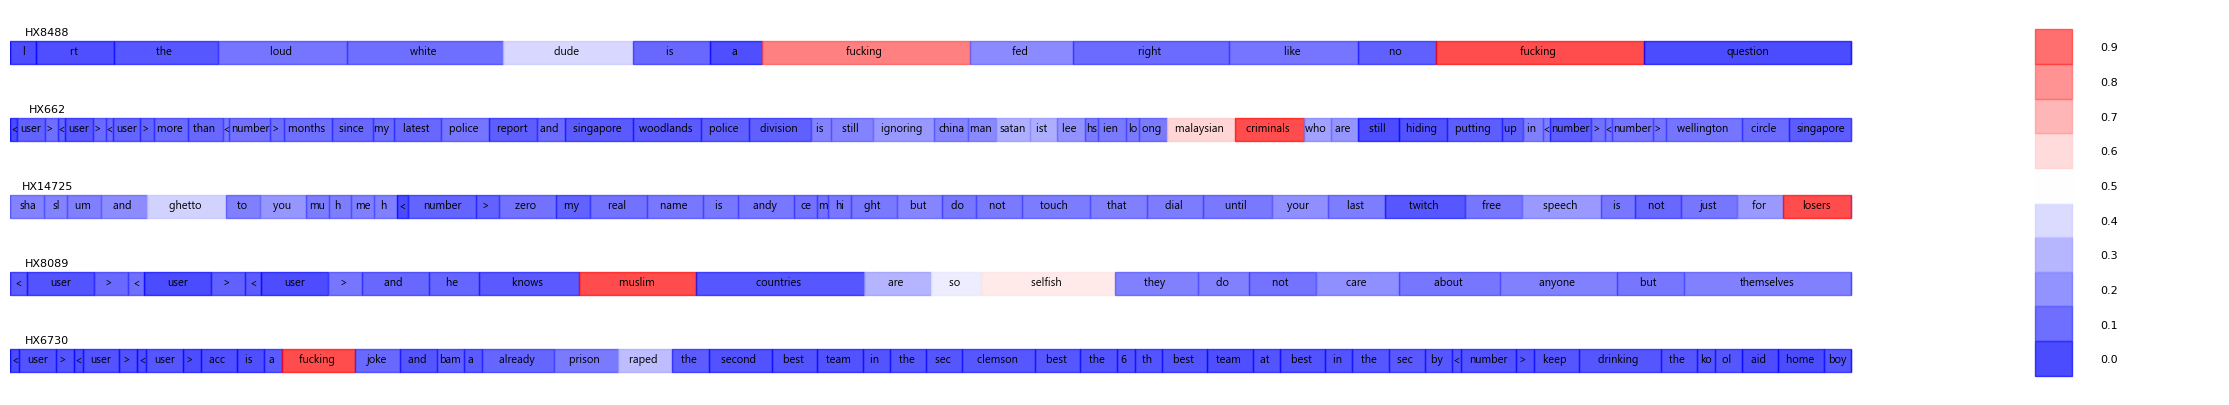 HX8488
l rt the loud white dude is a fucking fed right like no fucking question
HX662
< user > < user > < user > more than < number > months since my latest police report and singapore woodlands police division is still ignoring china man satan ist lee hs ien lo ong malaysian criminals who are still hiding putting up in < number > < number > wellington circle singapore
HX14725
sha sl um and ghetto to you mu h me h < number > zero my real name is andy ce m hi ght but do not touch that dial until your last twitch free speech is not just for losers
HX8089
< user > < user > < user > and he knows muslim countries are so selfish they do not care about anyone but themselves
HX6730
< user > < user > < user > acc is a fucking joke and bam a already prison raped the second best team in the sec clemson best the 6 th best team at best in the sec by < number > keep drinking the ko ol aid home boy
0.9
0.8
0.7
0.6
0.5
0.4
0.3
0.2
0.1
0.0